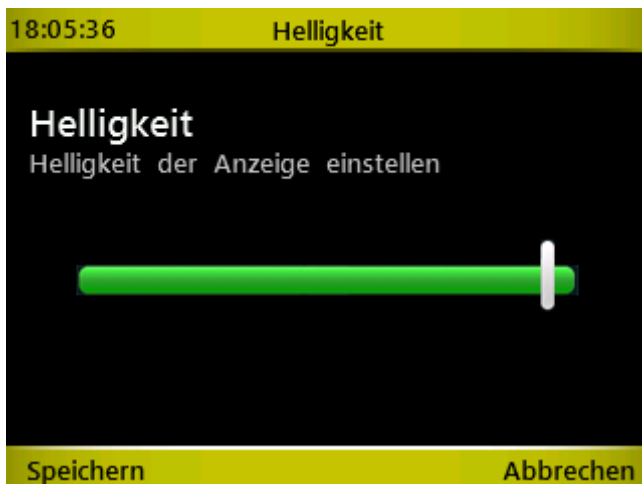 18:05:36 Helligkeit
Helligkeit
Helligkeit der Anzeige einstellen
Speichern Abbrechen